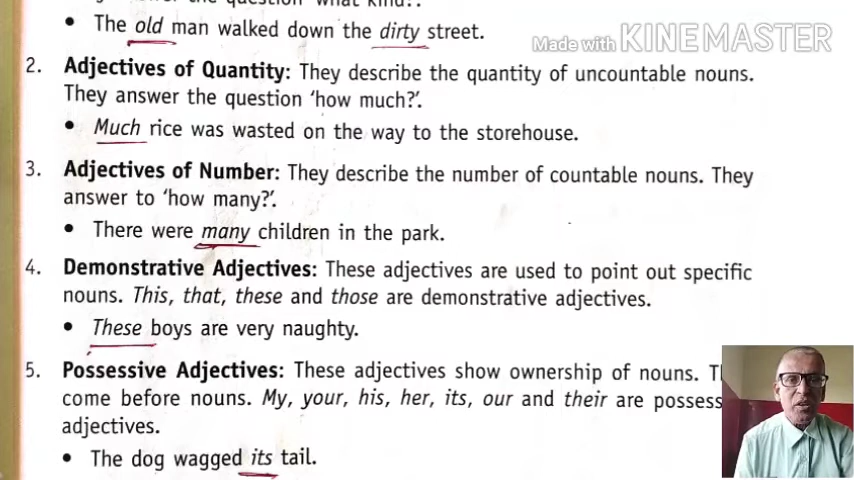 • The old man walked down the dirty street.
Made with KINEMASTER
2. Adjectives of Quantity: They describe the quantity of uncountable nouns.
They answer the question ‘how much?’.
• Much rice was wasted on the way to the storehouse.
3. Adjectives of Number: They describe the number of countable nouns. They
answer to ‘how many?’.
• There were many children in the park.
4. Demonstrative Adjectives: These adjectives are used to point out specific
nouns. This, that, these and those are demonstrative adjectives.
• These boys are very naughty.
5. Possessive Adjectives: These adjectives show ownership of nouns.
come before nouns. My, your, his, her, its, our and their are
adjectives.
• The dog wagged its tail.